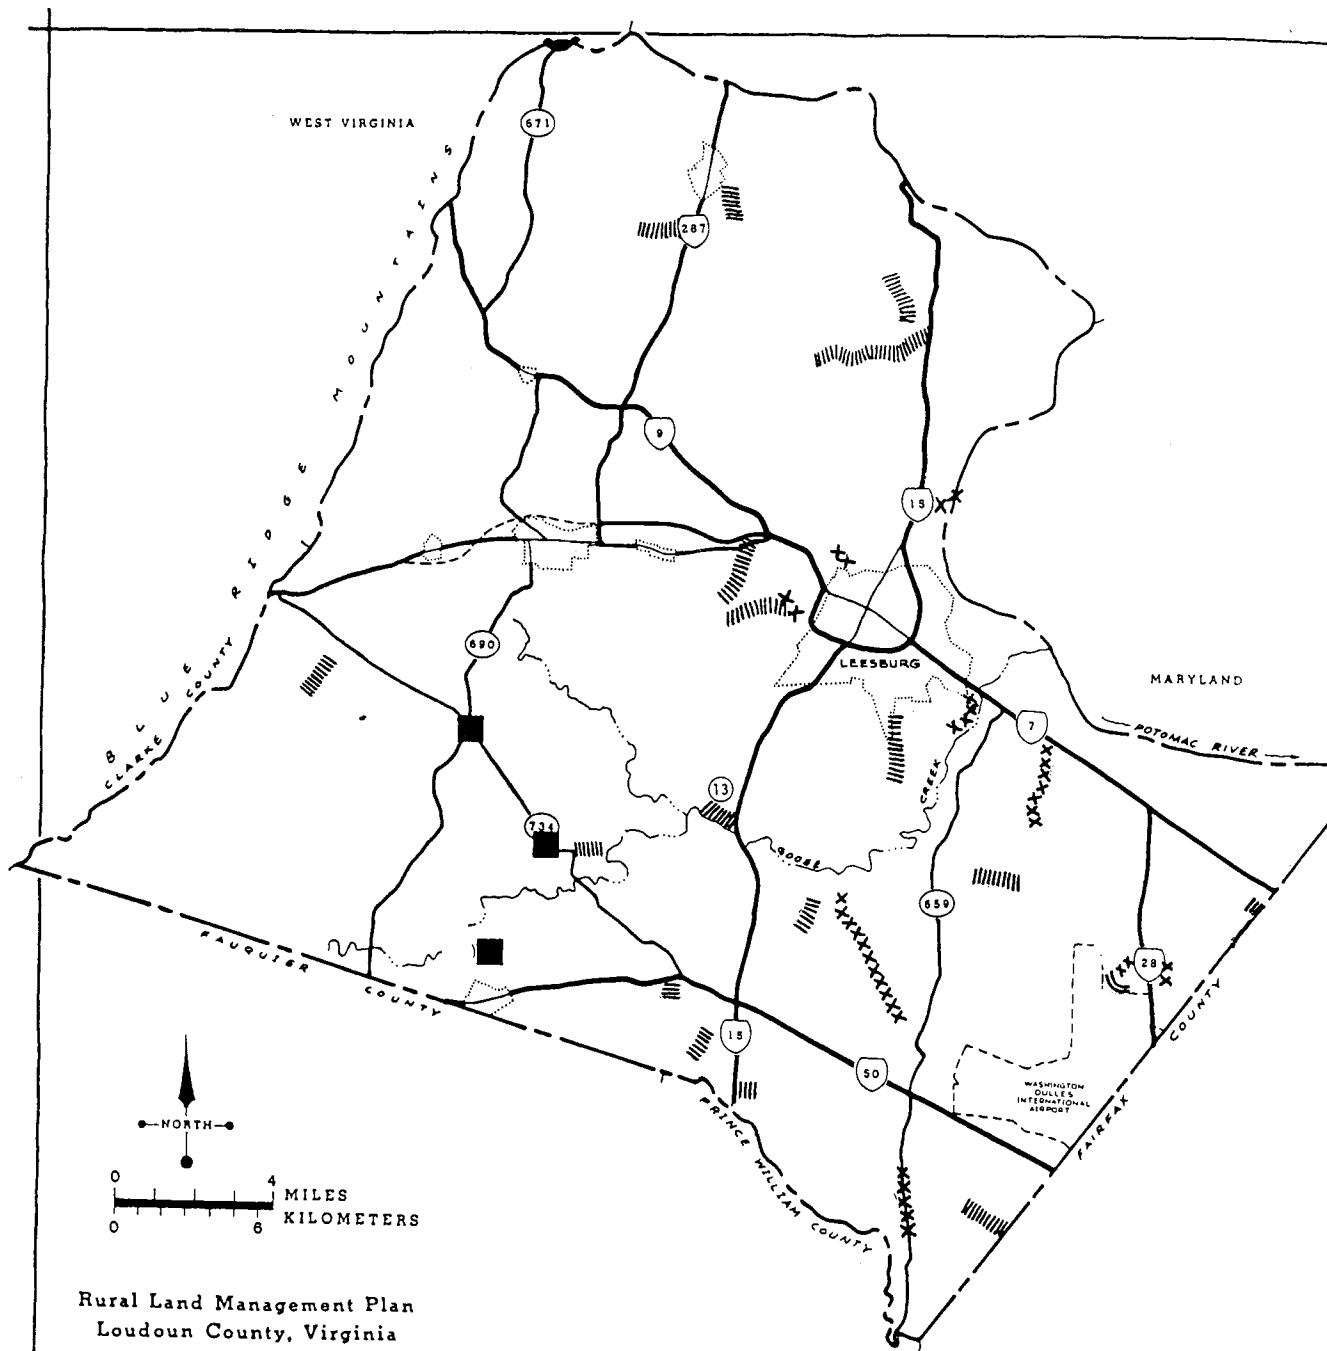 WEST VIRGINIA
671
287
BLUE RIDGE MOUNTAINS
9
15
CLARKE COUNTY
690
LEESBURG
MARYLAND
7
POTOMAC RIVER
13
CREEK
734
GOOSE
659
FAUQUIER COUNTY
28
15
50
WASHINGTON
DULLES
INTERNATIONAL
AIRPORT
FAIRFAX COUNTY
PRINCE WILLIAM COUNTY
NORTH
0 4
MILES
KILOMETERS
0 6
Rural Land Management Plan
Loudoun County, Virginia